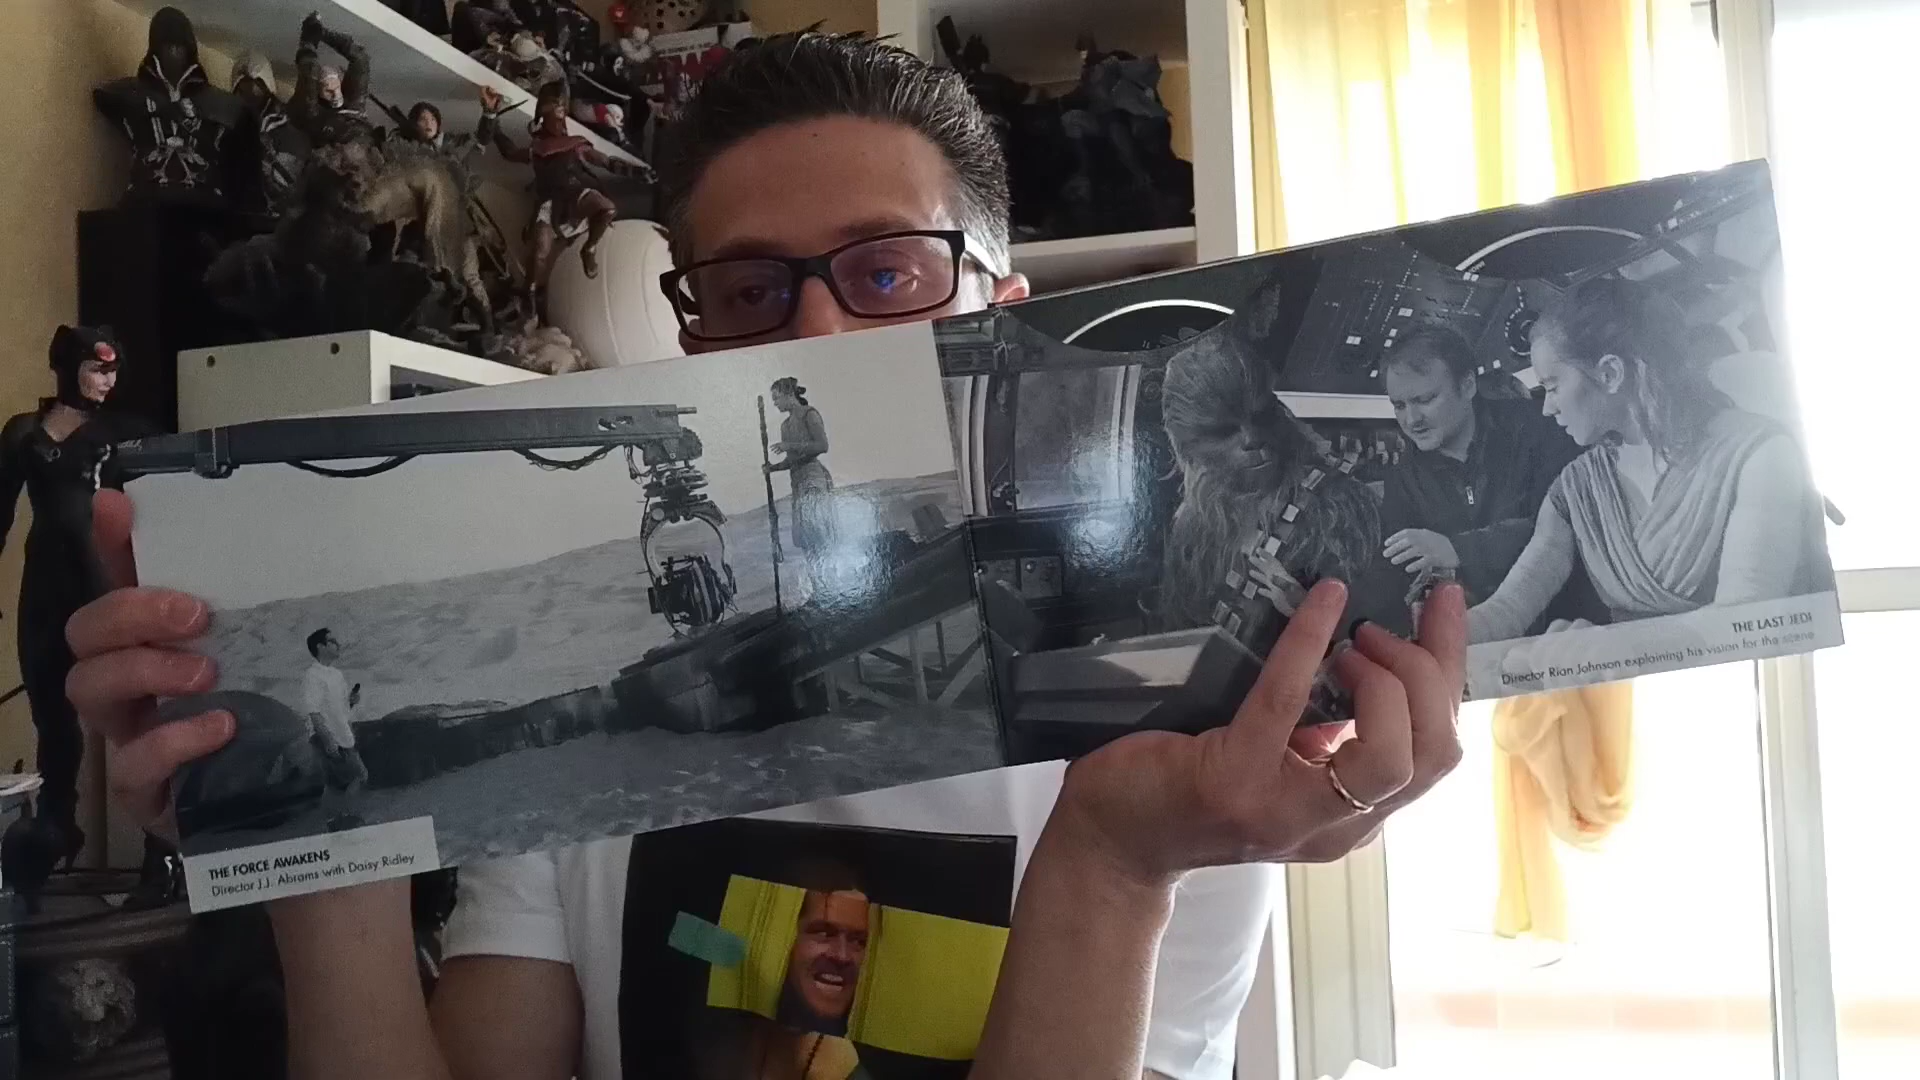 THE FORCE AWAKENS
Director J.J. Abrams with Daisy Ridley
THE LAST JEDI
Director Rian Johnson explaining his vision for the scene